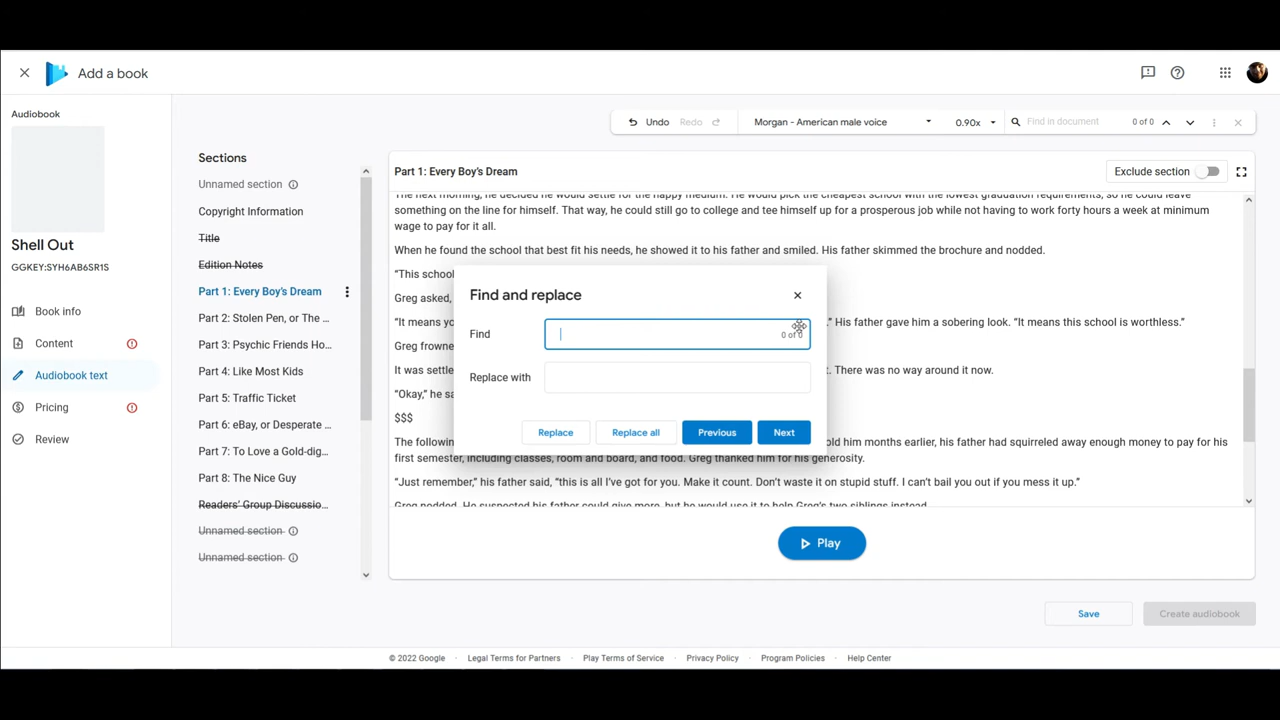 Add a book
Audiobook
Shell Out
GGKEY:SYH6AB6SR1S
Book info
Content
Audiobook text
Pricing
Review
Sections
Unnamed section
Copyright Information
Title
Edition Notes
Part 1: Every Boy's Dream
Part 2: Stolen Pen, or The ...
Part 3: Psychic Friends Ho...
Part 4: Like Most Kids
Part 5: Traffic Ticket
Part 6: eBay, or Desperate ...
Part 7: To Love a Gold-dig...
Part 8: The Nice Guy
Readers' Group Discussio...
Unnamed section
Unnamed section
Undo Redo Morgan - American male voice 0.90x Find in document 0 of 0
Part 1: Every Boy's Dream Exclude section
The next morning, he decided he would settle for the happy medium. He would pick the cheapest school with the lowest graduation requirements, so he could leave
something on the line for himself. That way, he could still go to college and tee himself up for a prosperous job while not having to work forty hours a week at minimum
wage to pay for it all.
When he found the school that best fit his needs, he showed it to his father and smiled. His father skimmed the brochure and nodded.
“This school
Greg asked,
“It means yo ” His father gave him a sobering look. “It means this school is worthless.”
Greg frowne
It was settle t. There was no way around it now.
“Okay,” he sa
$$$
The followin old him months earlier, his father had squirreled away enough money to pay for his
first semester, including classes, room and board, and food. Greg thanked him for his generosity.
“Just remember,” his father said, “this is all I’ve got for you. Make it count. Don’t waste it on stupid stuff. I can’t bail you out if you mess it up.”
Greg nodded. He suspected his father could give more, but he would use it to help Greg’s two siblings instead.
Find and replace
Find 0 of 0
Replace with
Replace Replace all Previous Next
Play
Save Create audiobook
© 2022 Google · Legal Terms for Partners · Play Terms of Service · Privacy Policy · Program Policies · Help Center